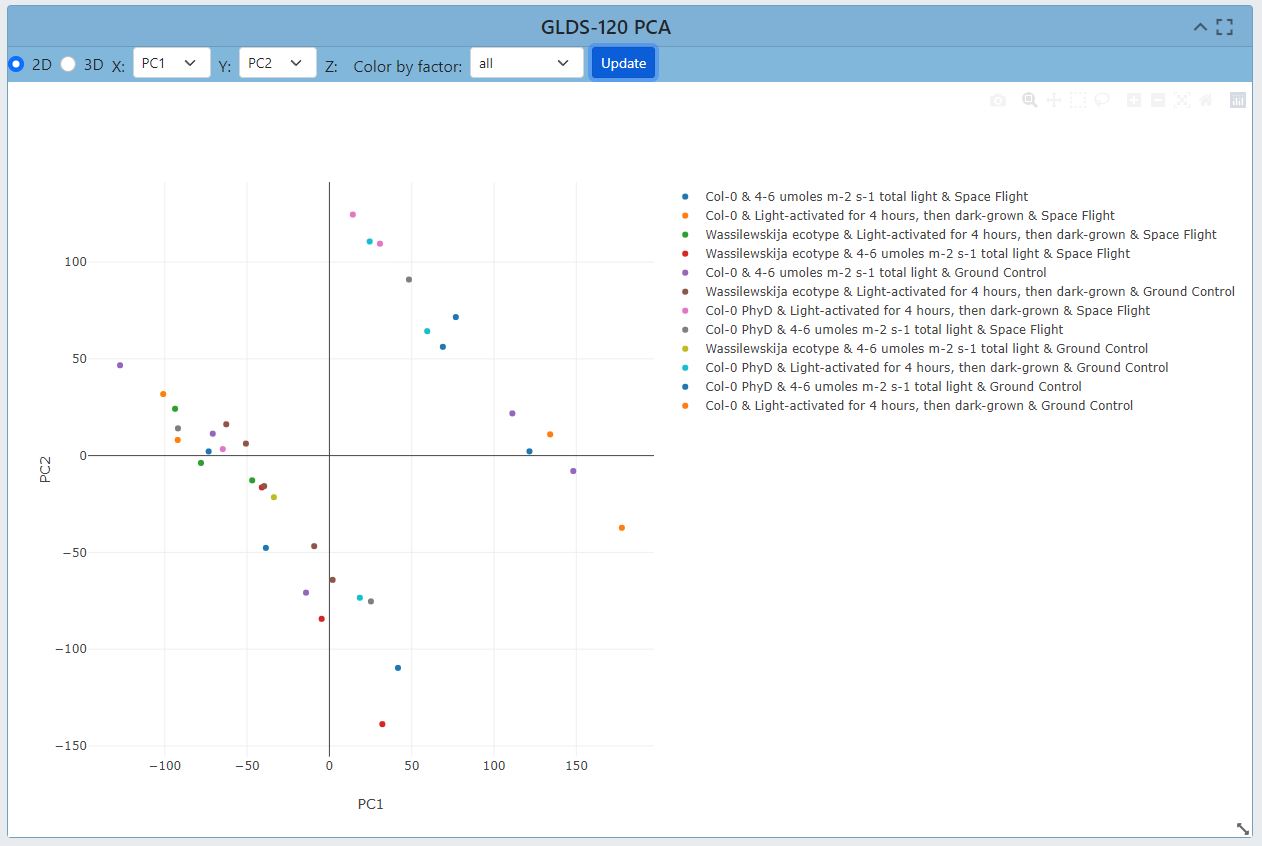 GLDS-120 PCA
2D 3D X: PC1 Y: PC2 Z: Color by factor: all Update
Col-0 & 4-6 umoles m-2 s-1 total light & Space Flight
Col-0 & Light-activated for 4 hours, then dark-grown & Space Flight
Wassilewskija ecotype & Light-activated for 4 hours, then dark-grown & Space Flight
Wassilewskija ecotype & 4-6 umoles m-2 s-1 total light & Space Flight
Col-0 & 4-6 umoles m-2 s-1 total light & Ground Control
Wassilewskija ecotype & Light-activated for 4 hours, then dark-grown & Ground Control
Col-0 PhyD & Light-activated for 4 hours, then dark-grown & Space Flight
Col-0 PhyD & 4-6 umoles m-2 s-1 total light & Space Flight
Wassilewskija ecotype & 4-6 umoles m-2 s-1 total light & Ground Control
Col-0 PhyD & Light-activated for 4 hours, then dark-grown & Ground Control
Col-0 PhyD & 4-6 umoles m-2 s-1 total light & Ground Control
Col-0 & Light-activated for 4 hours, then dark-grown & Ground Control
100
50
0
−50
−100
−150
PC2
−100 −50 0 50 100 150
PC1